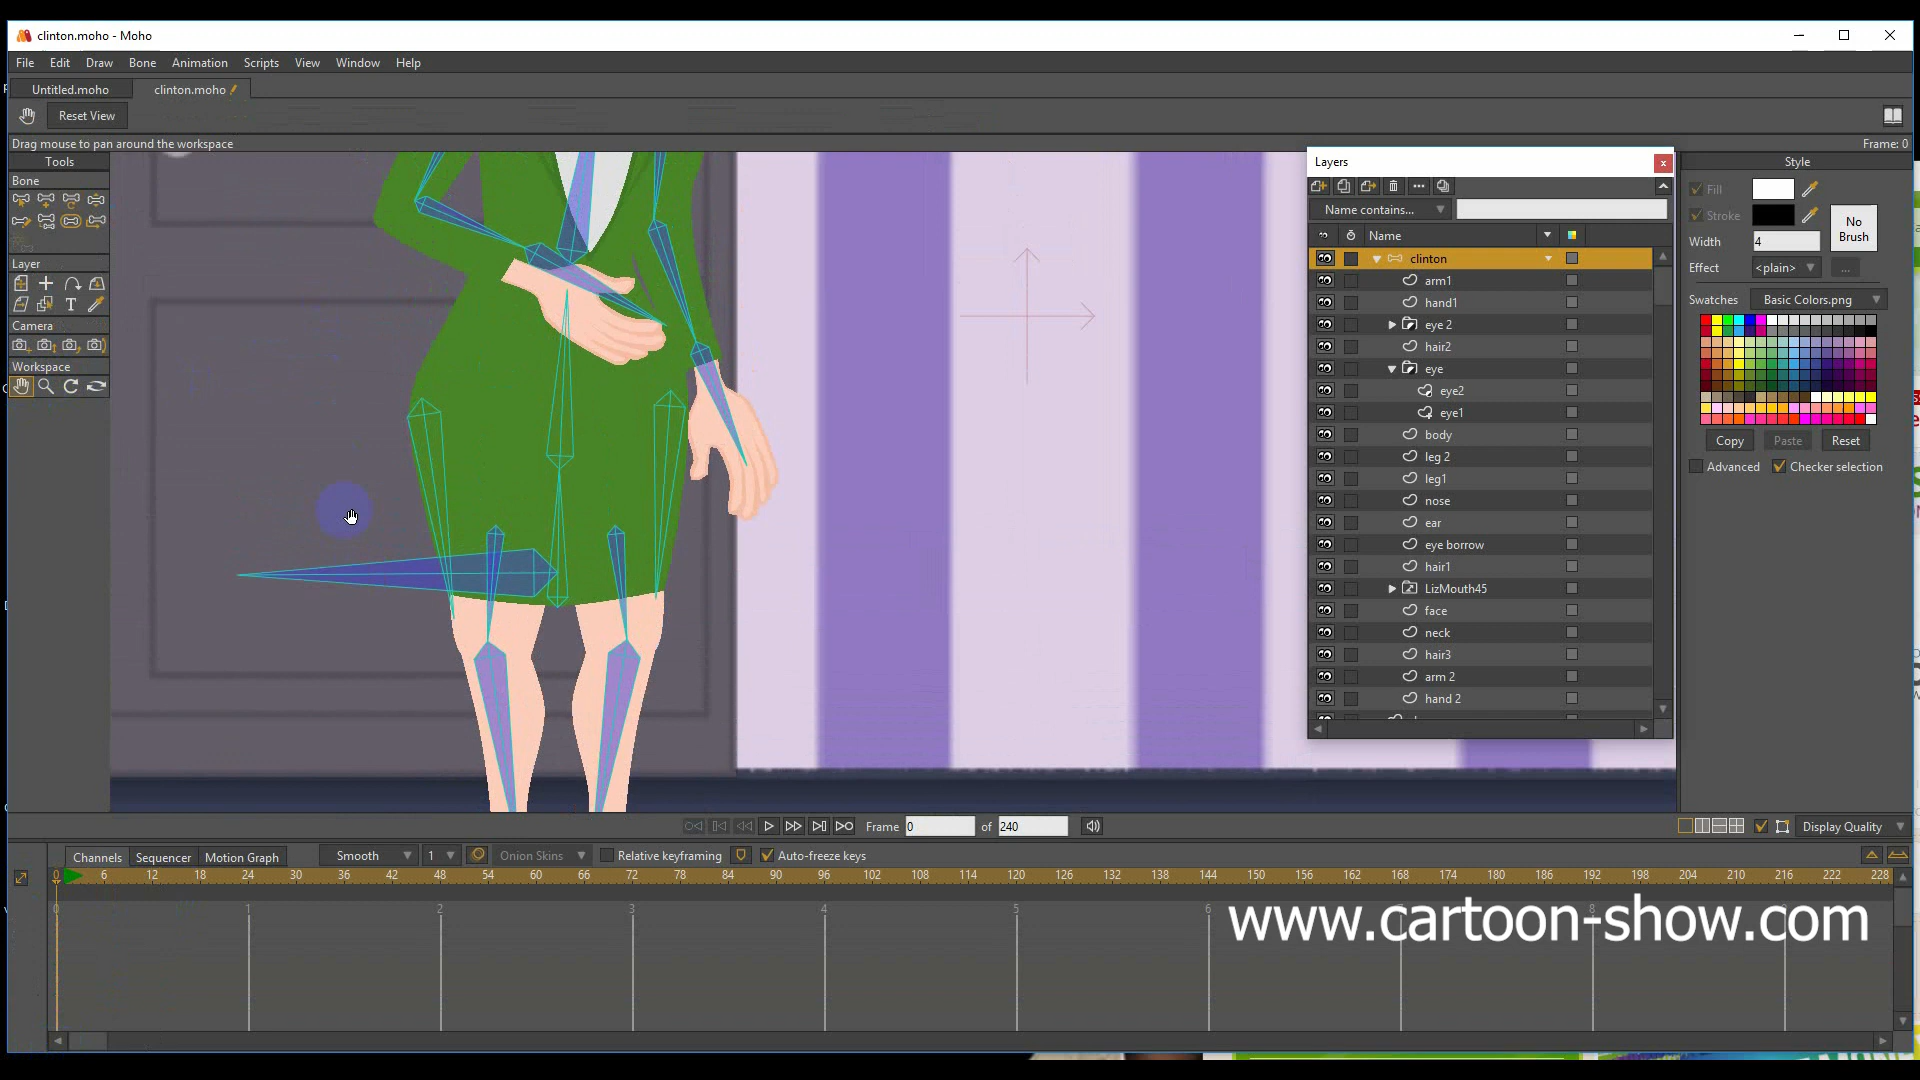 clinton.moho - Moho
File Edit Draw Bone Animation Scripts View Window Help
Untitled.moho clinton.moho
Reset View
Drag mouse to pan around the workspace Frame: 0
Tools
Bone
Layer
Camera
Workspace
Layers
Name contains...
Name
clinton
arm1
hand1
eye 2
hair2
eye
eye2
eye1
body
leg 2
leg1
nose
ear
eye borrow
hair1
LizMouth45
face
neck
hair3
arm 2
hand 2
Style
Fill
Stroke
No Brush
Width 4
Effect <plain> ...
Swatches Basic Colors.png
Copy Paste Reset
Advanced Checker selection
Frame 0 of 240
Display Quality
Channels Sequencer Motion Graph Smooth 1 Onion Skins Relative keyframing Auto-freeze keys
0 6 12 18 24 30 36 42 48 54 60 66 72 78 84 90 96 102 108 114 120 126 132 138 144 150 156 162 168 174 180 186 192 198 204 210 216 222 228
0 1 2 3 4 5 6 8
www.cartoon-show.com